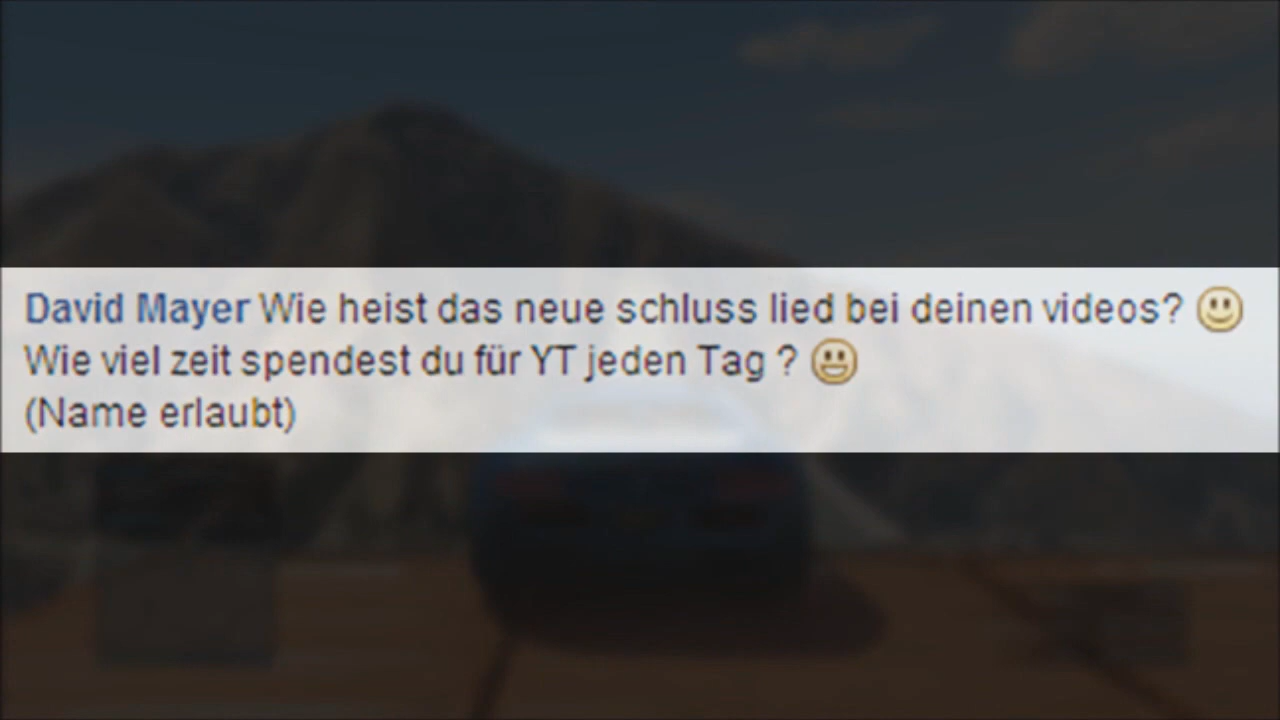 David Mayer Wie heist das neue schluss lied bei deinen videos? 🙂
Wie viel zeit spendest du für YT jeden Tag ? 😃
(Name erlaubt)